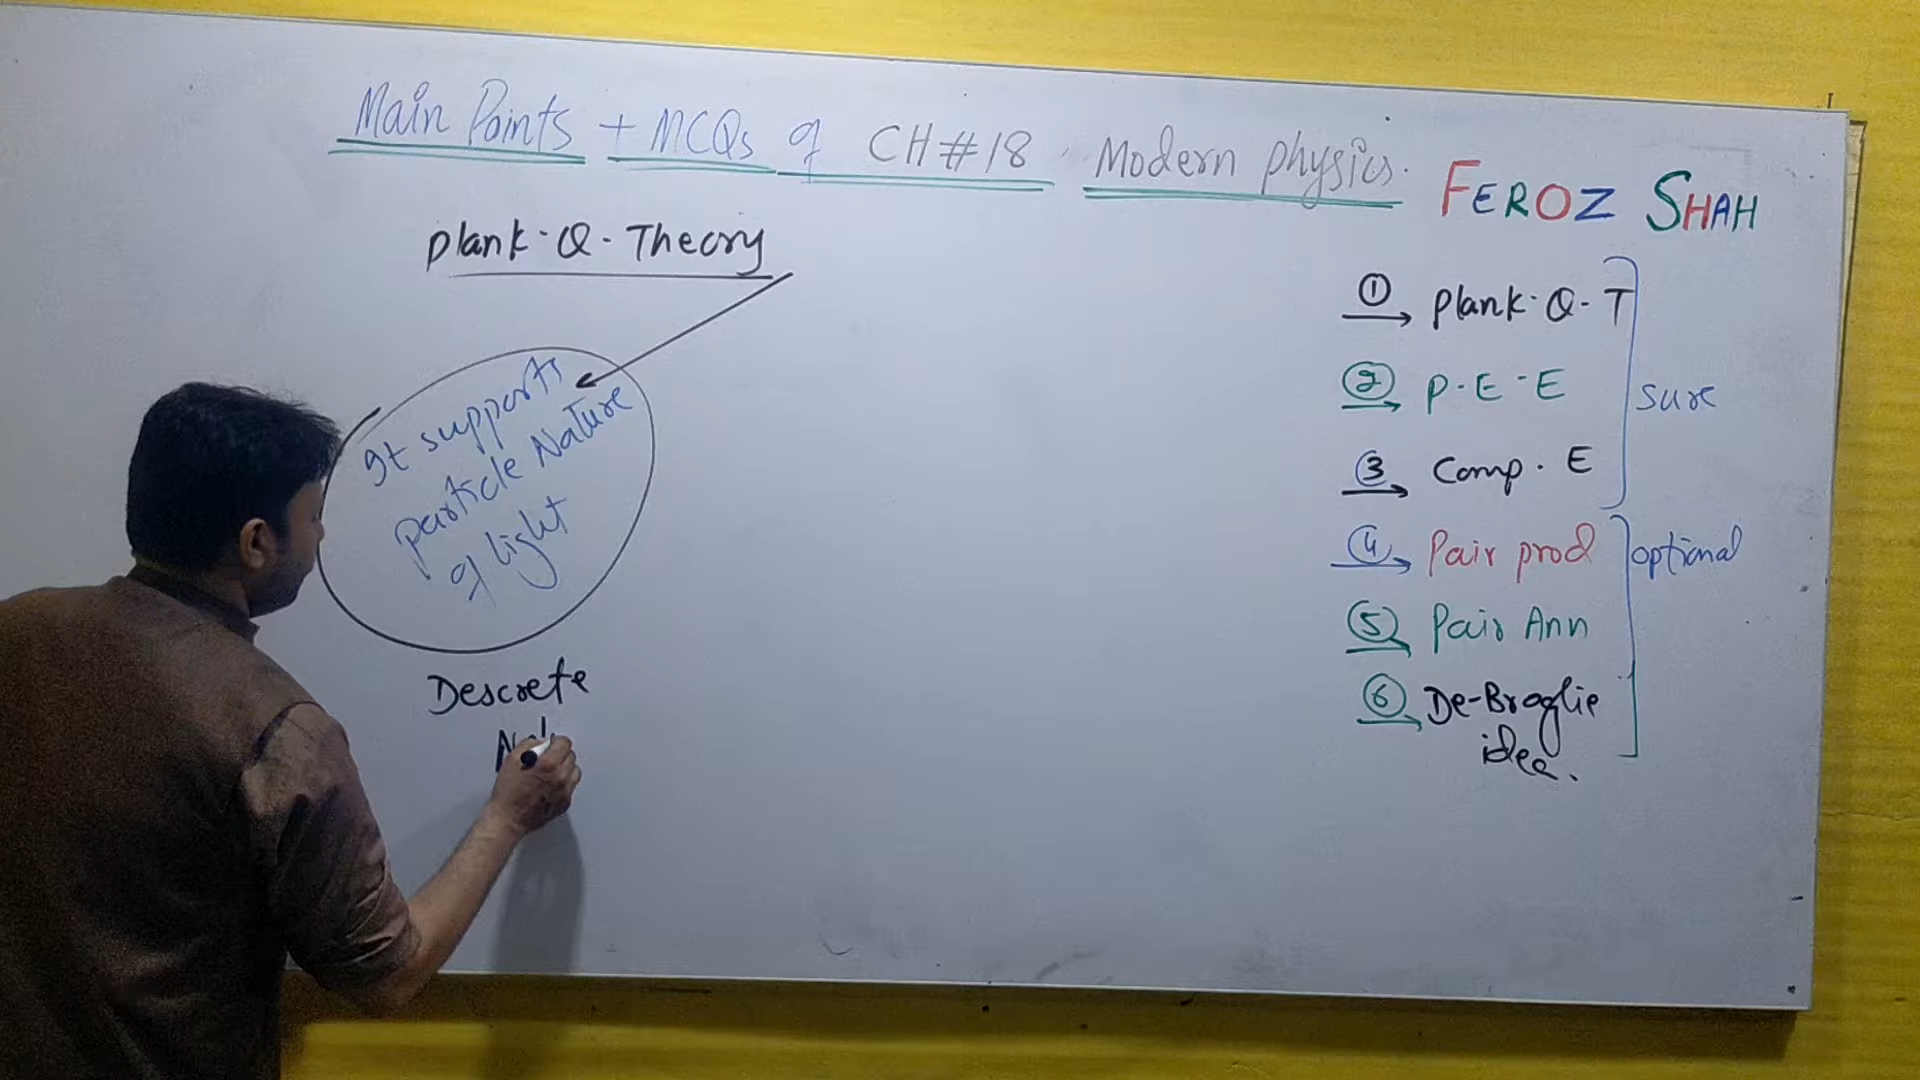 Main Points + MCQs of CH#18 Modern physics.
FEROZ SHAH
plank-Q-Theory
It supports
particle Nature
of light
Descrete
① plank-Q-T
② P-E-E
③ Comp. E
sure
④ Pair prod
optional
⑤ Pair Ann
⑥ De-Broglie
idea.